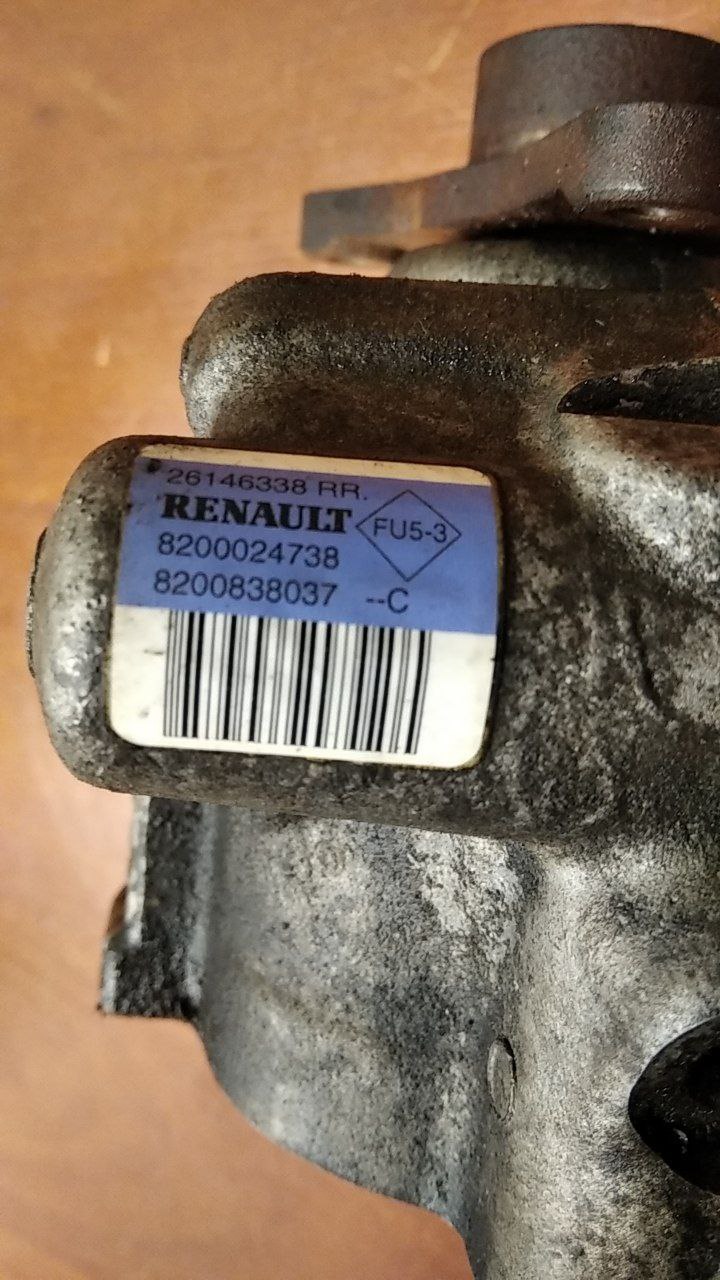 26146338 RR.
RENAULT FU5-3
8200024738
8200838037 --C